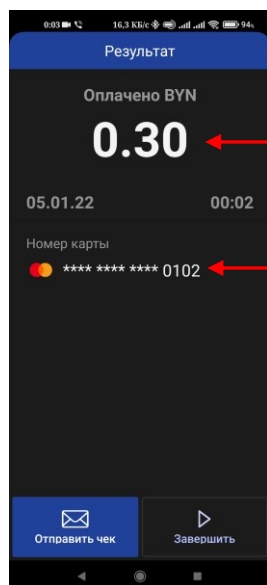 0:03 16,3 КБ/с 94%
Результат
Оплачено BYN
0.30
05.01.22 00:02
Номер карты
**** **** **** 0102
Отправить чек Завершить